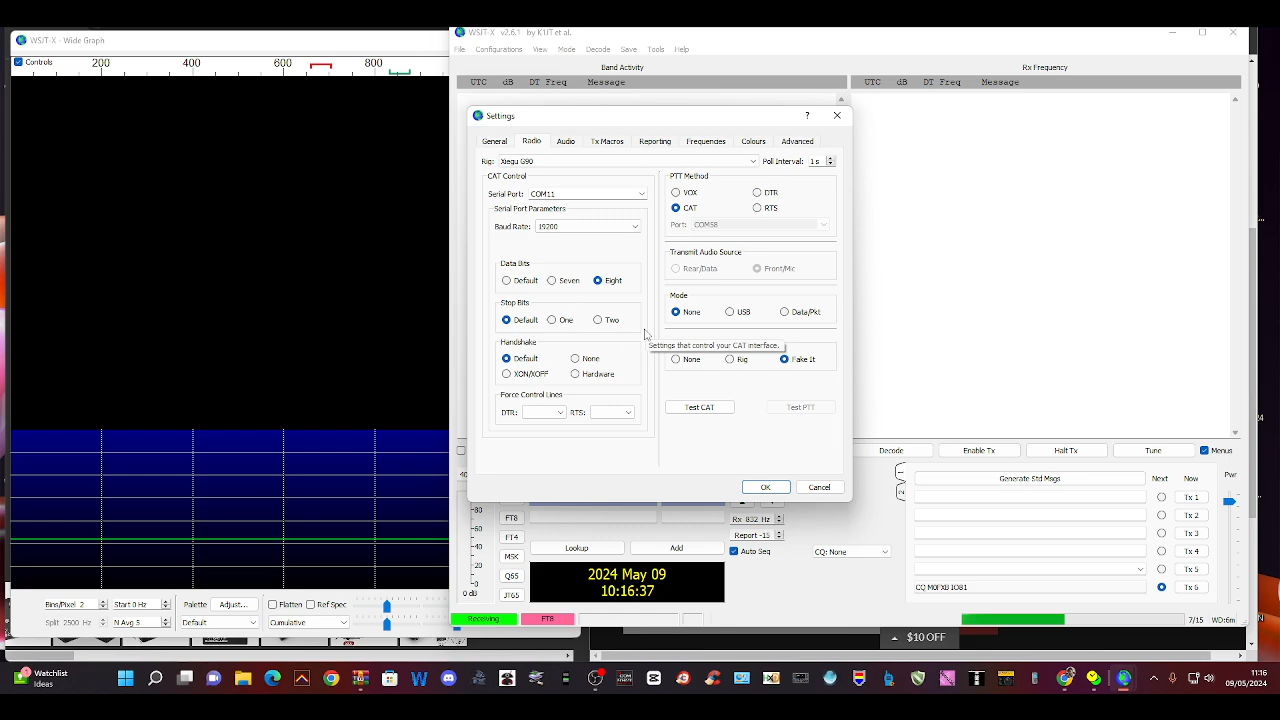 WSJT-X - Wide Graph
Controls
200 400 600 800
Bins/Pixel 2 Start 0 Hz Palette Adjust... Flatten Ref Spec
Split 2500 Hz N Avg 5 Default Cumulative
WSJT-X v2.6.1 by K1JT et al.
File Configurations View Mode Decode Save Tools Help
Band Activity
Rx Frequency
UTC dB DT Freq Message
UTC dB DT Freq Message
Settings
?
General Radio Audio Tx Macros Reporting Frequencies Colours Advanced
Rig: Xiegu G90 Poll Interval: 1 s
CAT Control
Serial Port: COM11
Serial Port Parameters
Baud Rate: 19200
Data Bits
Default Seven Eight
Stop Bits
Default One Two
Handshake
Default None
XON/XOFF Hardware
Force Control Lines
DTR: RTS:
PTT Method
VOX DTR
CAT RTS
Port: COM58
Transmit Audio Source
Rear/Data Front/Mic
Mode
None USB Data/Pkt
Settings that control your CAT interface.
None Rig Fake It
Test CAT Test PTT
OK Cancel
Decode Enable Tx Halt Tx Tune Menus
-80
-60
-40
-20
-0
0 dB
FT8
FT4
MSK
Q65
JT65
Rx 832 Hz
Report -15
Lookup Add Auto Seq CQ: None
2024 May 09
10:16:37
1
2
Generate Std Msgs Next Now Pwr
Tx 1
Tx 2
Tx 3
Tx 4
Tx 5
CQ M0FXB IO81 Tx 6
Receiving FT8 7/15 WD:6m
$10 OFF
Watchlist
Ideas
11:16
09/05/2024